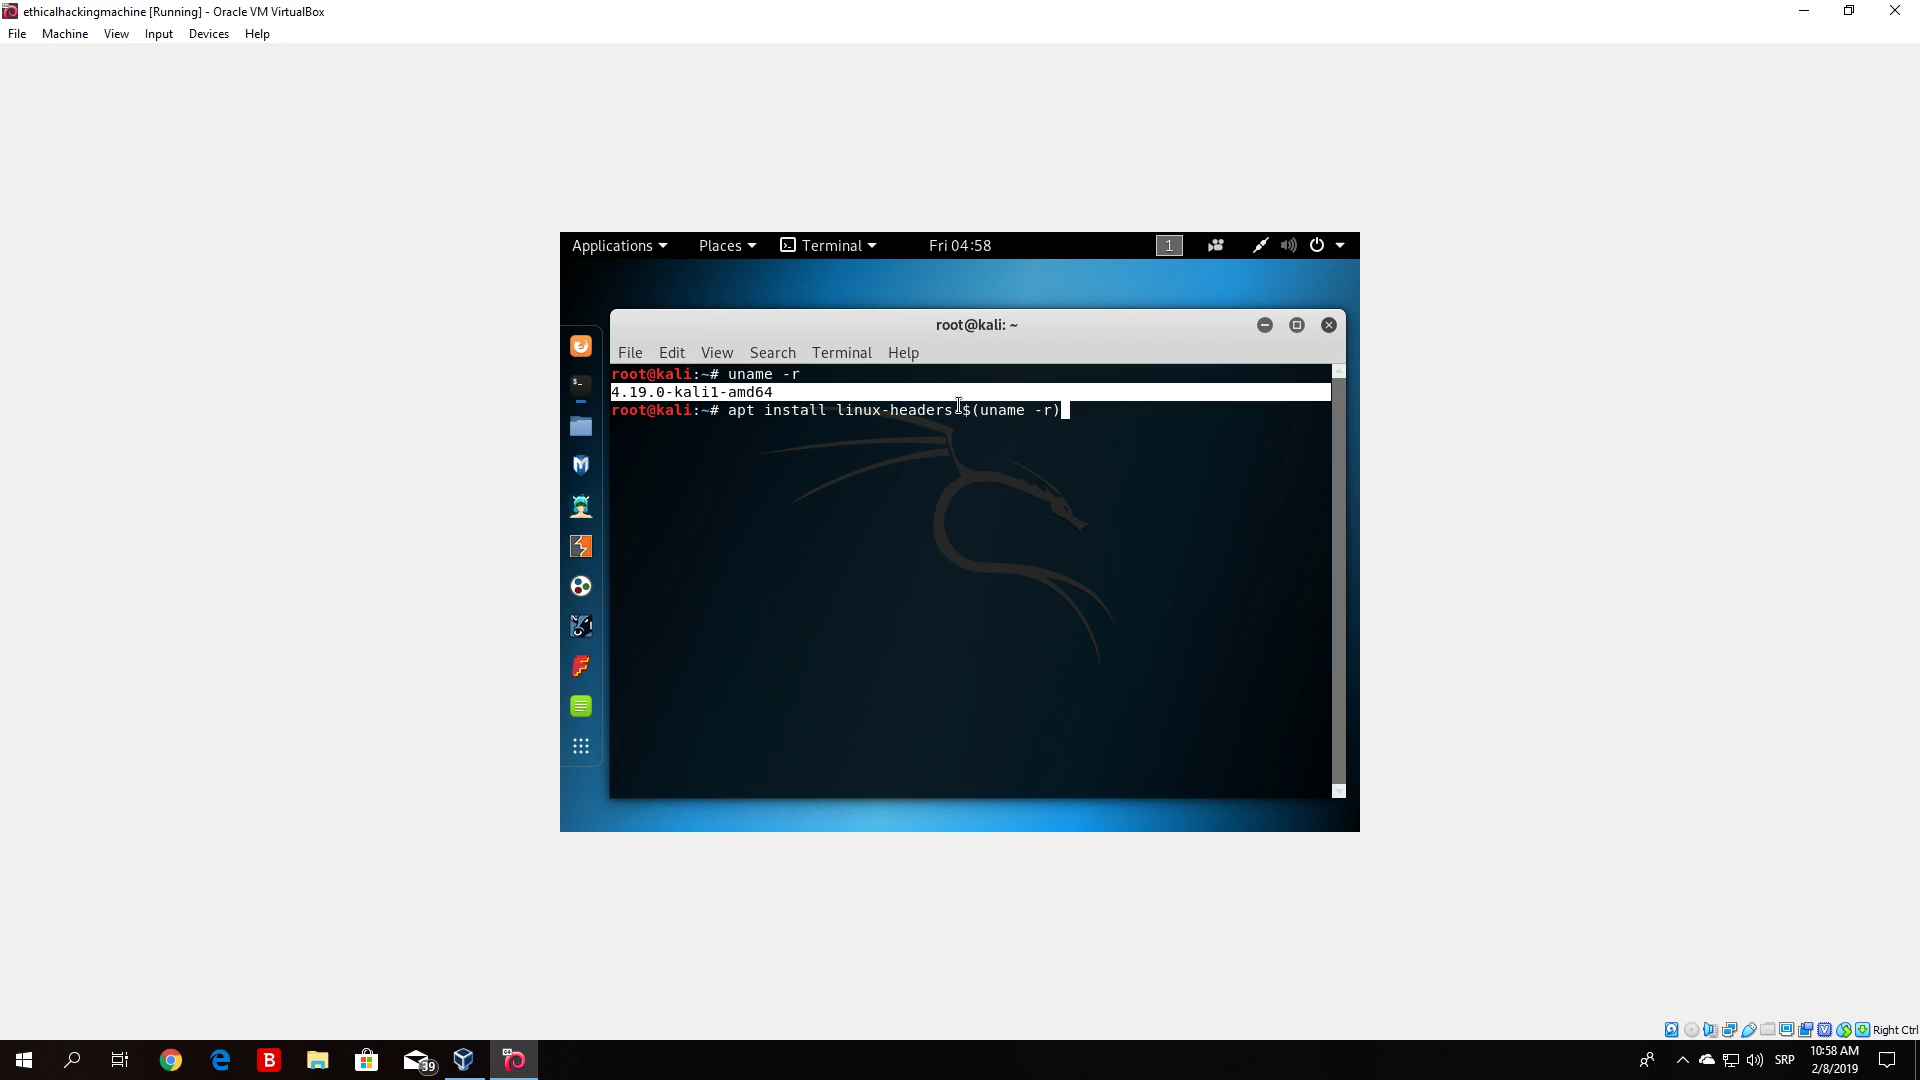 ethicalhackingmachine [Running] - Oracle VM VirtualBox
File Machine View Input Devices Help
Applications Places Terminal Fri 04:58 1
root@kali: ~
File Edit View Search Terminal Help
root@kali:~# uname -r
4.19.0-kali1-amd64
root@kali:~# apt install linux-headers-$(uname -r)
Right Ctrl
39 SRP 10:58 AM
2/8/2019